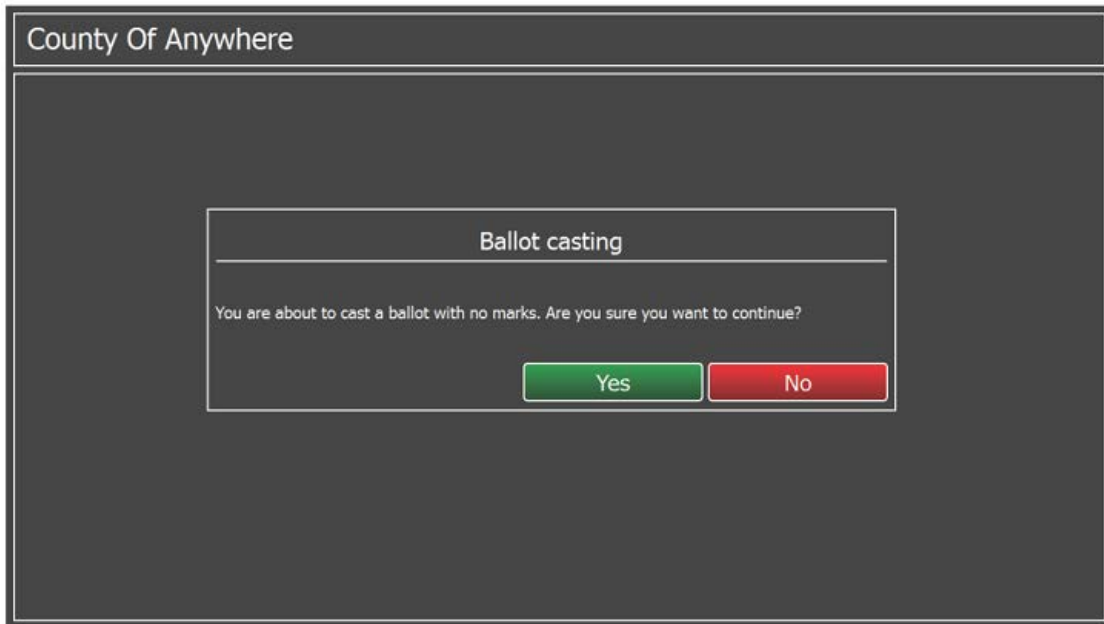 County Of Anywhere
Ballot casting
You are about to cast a ballot with no marks. Are you sure you want to continue?
Yes No